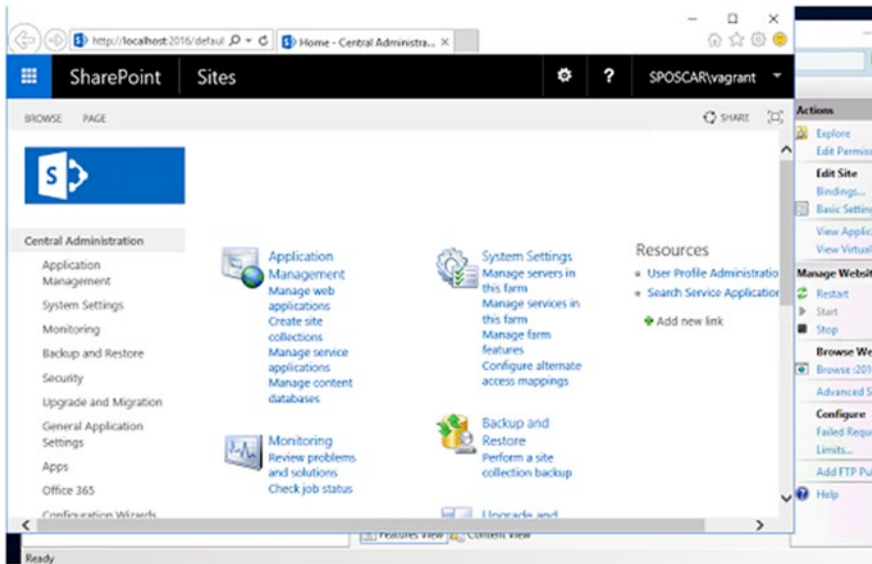 http://localhost:2016/defaul
Home - Central Administra...
SharePoint
Sites
?
SPOSCAR\vagrant
BROWSE
PAGE
SHARE
S
Central Administration
Application
Management
System Settings
Monitoring
Backup and Restore
Security
Upgrade and Migration
General Application
Settings
Apps
Office 365
Configuration Wizards
Application
Management
Manage web
applications
Create site
collections
Manage service
applications
Manage content
databases
Monitoring
Review problems
and solutions
Check job status
System Settings
Manage servers in
this farm
Manage services in
this farm
Manage farm
features
Configure alternate
access mappings
Backup and
Restore
Perform a site
collection backup
Upgrade and
Resources
User Profile Administratio
Search Service Application
Add new link
Actions
Explore
Edit Permiss
Edit Site
Bindings...
Basic Setting
View Applic
View Virtual
Manage Websit
Restart
Start
Stop
Browse We
Browse :201
Advanced S
Configure
Failed Requ
Limits...
Add FTP Pu
Help
Features View
Content View
Ready